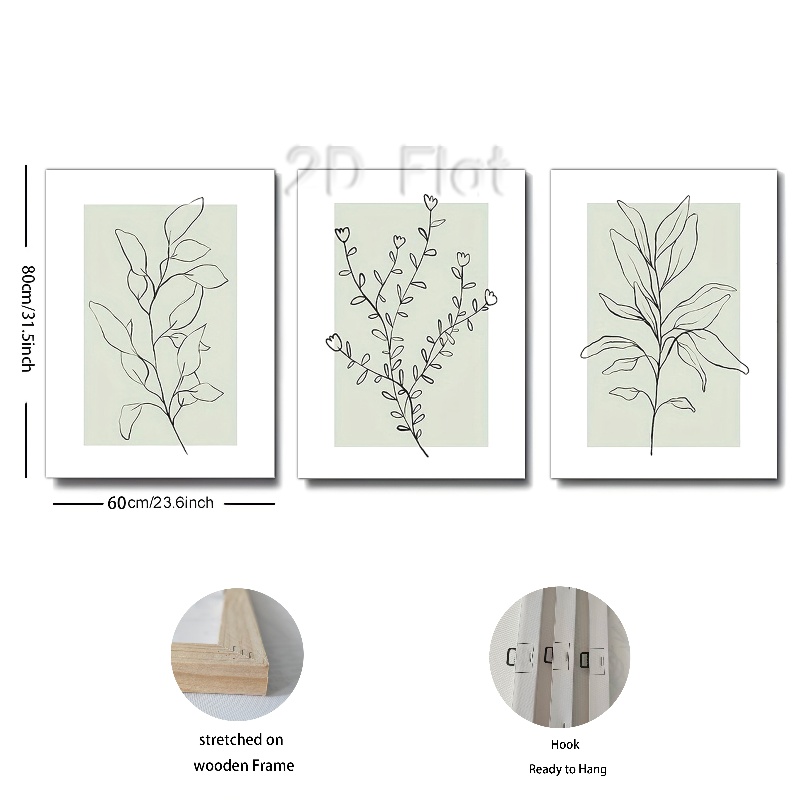 2D Flat
80cm/31.5inch
60cm/23.6inch
stretched on
wooden Frame
Hook
Ready to Hang